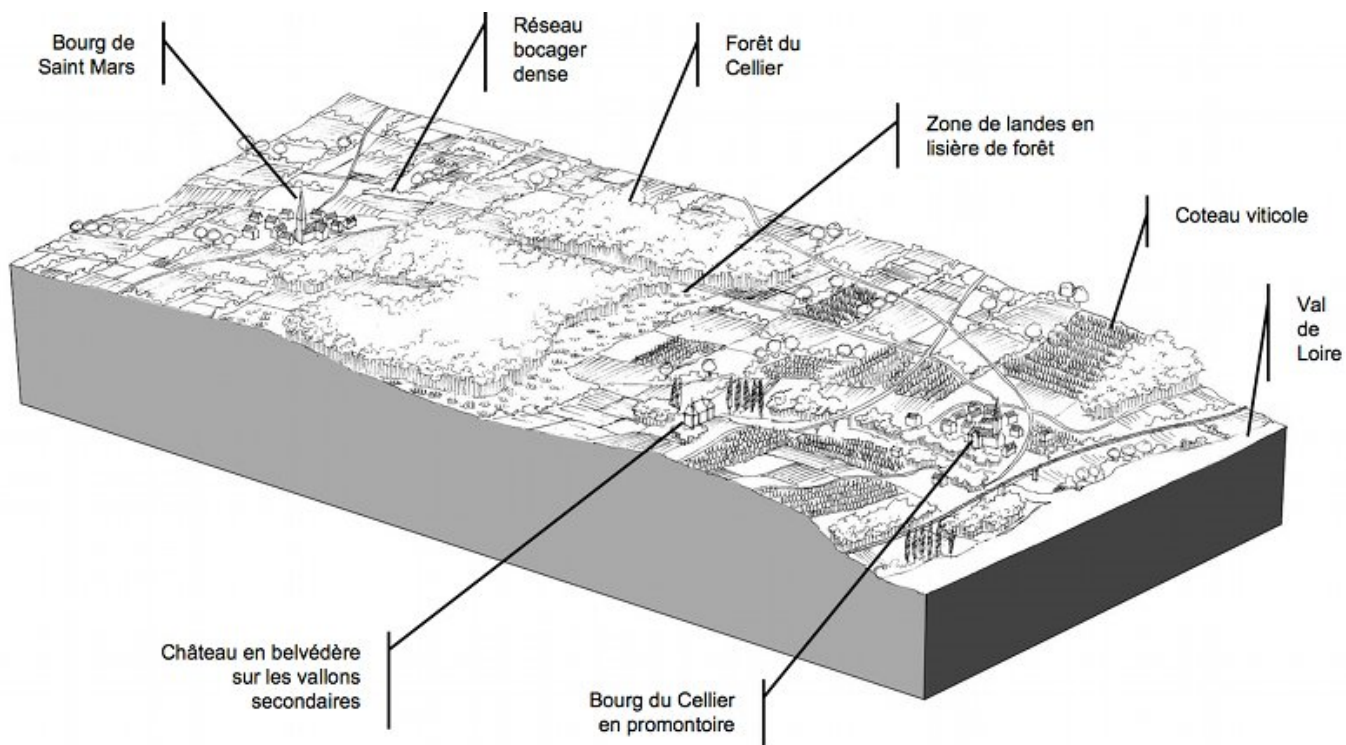 Bourg de
Saint Mars
Réseau
bocager
dense
Forêt du
Cellier
Zone de landes en
lisière de forêt
Coteau viticole
Val
de
Loire
Château en belvédère
sur les vallons
secondaires
Bourg du Cellier
en promontoire